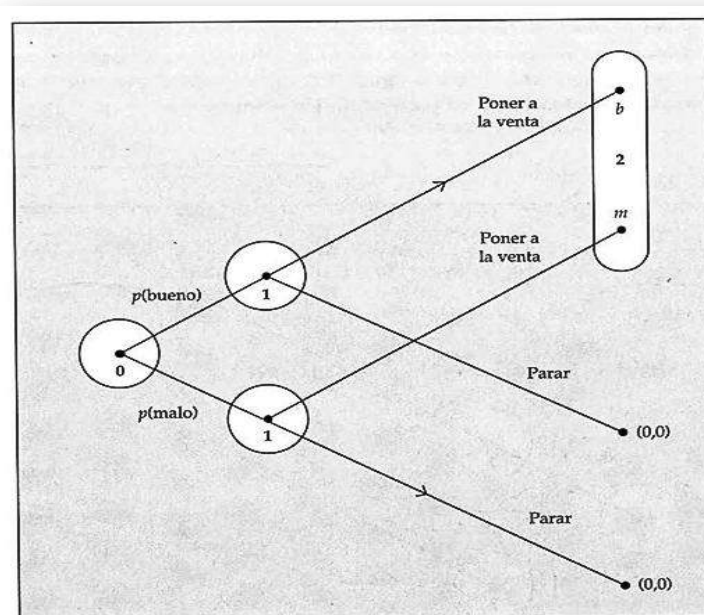 Poner a
la venta
b
2
m
Poner a
la venta
p(bueno)
1
0
Parar
p(malo)
1
(0,0)
Parar
(0,0)